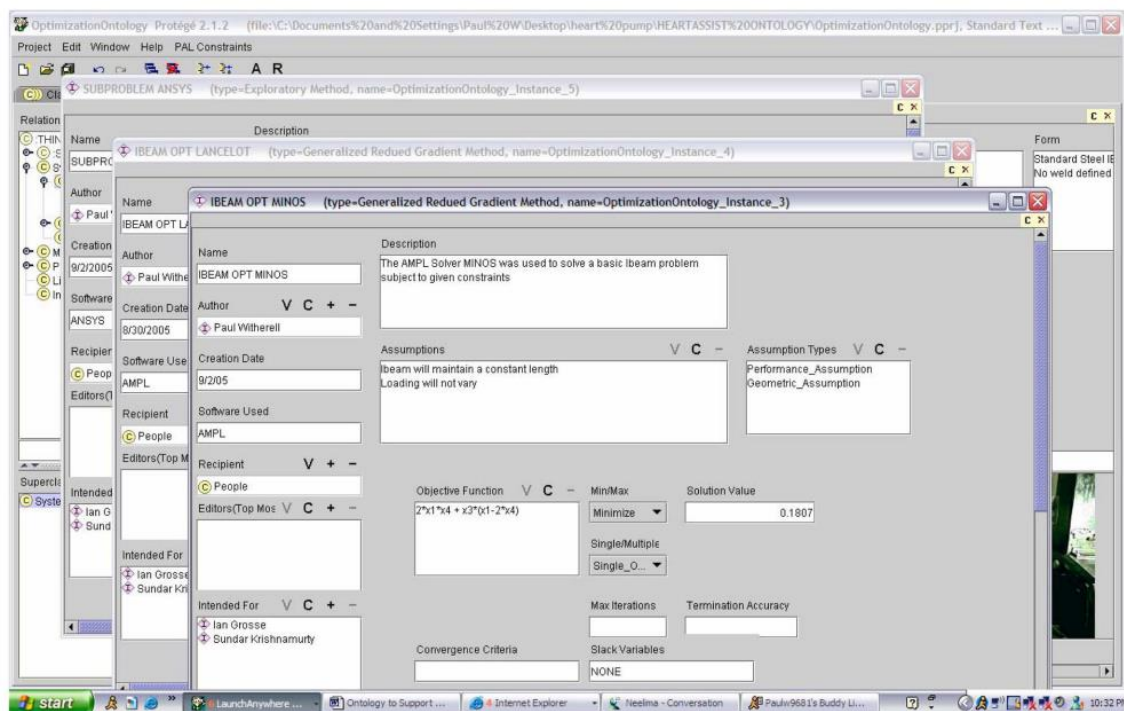 OptimizationOntology Protégé 2.1.2 (file:\C:\Documents%20and%20Settings\Paul%20W\Desktop\heart%20pump\HEARTASSIST%20ONTOLOGY\OptimizationOntology.pprj, Standard Text ...
Project Edit Window Help PAL Constraints
A R
SUBPROBLEM ANSYS (type=Exploratory Method, name=OptimizationOntology_Instance_5)
C X
Relation
:THIN
Name
Description
SUBPRO
Author
Paul
Creation
9/2/2005
Software
ANSYS
Recipier
Peop
Editors(T
Intended
Ian G
Sund
Supercla
Syste
Form
Standard Steel IE
No weld defined
IBEAM OPT LANCELOT (type=Generalized Redued Gradient Method, name=OptimizationOntology_Instance_4)
C X
Name
IBEAM OPT LA
Author
Paul Withe
Creation Date
8/30/2005
Software Use
AMPL
Recipient
People
Editors(Top M
Intended For
Ian Grosse
Sundar Kri
IBEAM OPT MINOS (type=Generalized Redued Gradient Method, name=OptimizationOntology_Instance_3)
C X
Name
IBEAM OPT MINOS
Description
The AMPL Solver MINOS was used to solve a basic Ibeam problem
subject to given constraints
Author V C + -
Paul Witherell
Creation Date
9/2/05
Assumptions V C -
Ibeam will maintain a constant length
Loading will not vary
Assumption Types V C -
Performance_Assumption
Geometric_Assumption
Software Used
AMPL
Recipient V + -
People
Editors(Top Mos V C + -
Objective Function V C -
2*x1*x4 + x3*(x1-2*x4)
Min/Max
Minimize
Solution Value
0.1807
Single/Multiple
Single_O...
Intended For V C + -
Ian Grosse
Sundar Krishnamurty
Max Iterations
Termination Accuracy
Convergence Criteria
Slack Variables
NONE
start
LaunchAnywhere ...
Ontology to Support ...
4 Internet Explorer
Neelima - Conversation
Paulw9681's Buddy Li...
10:32 PM